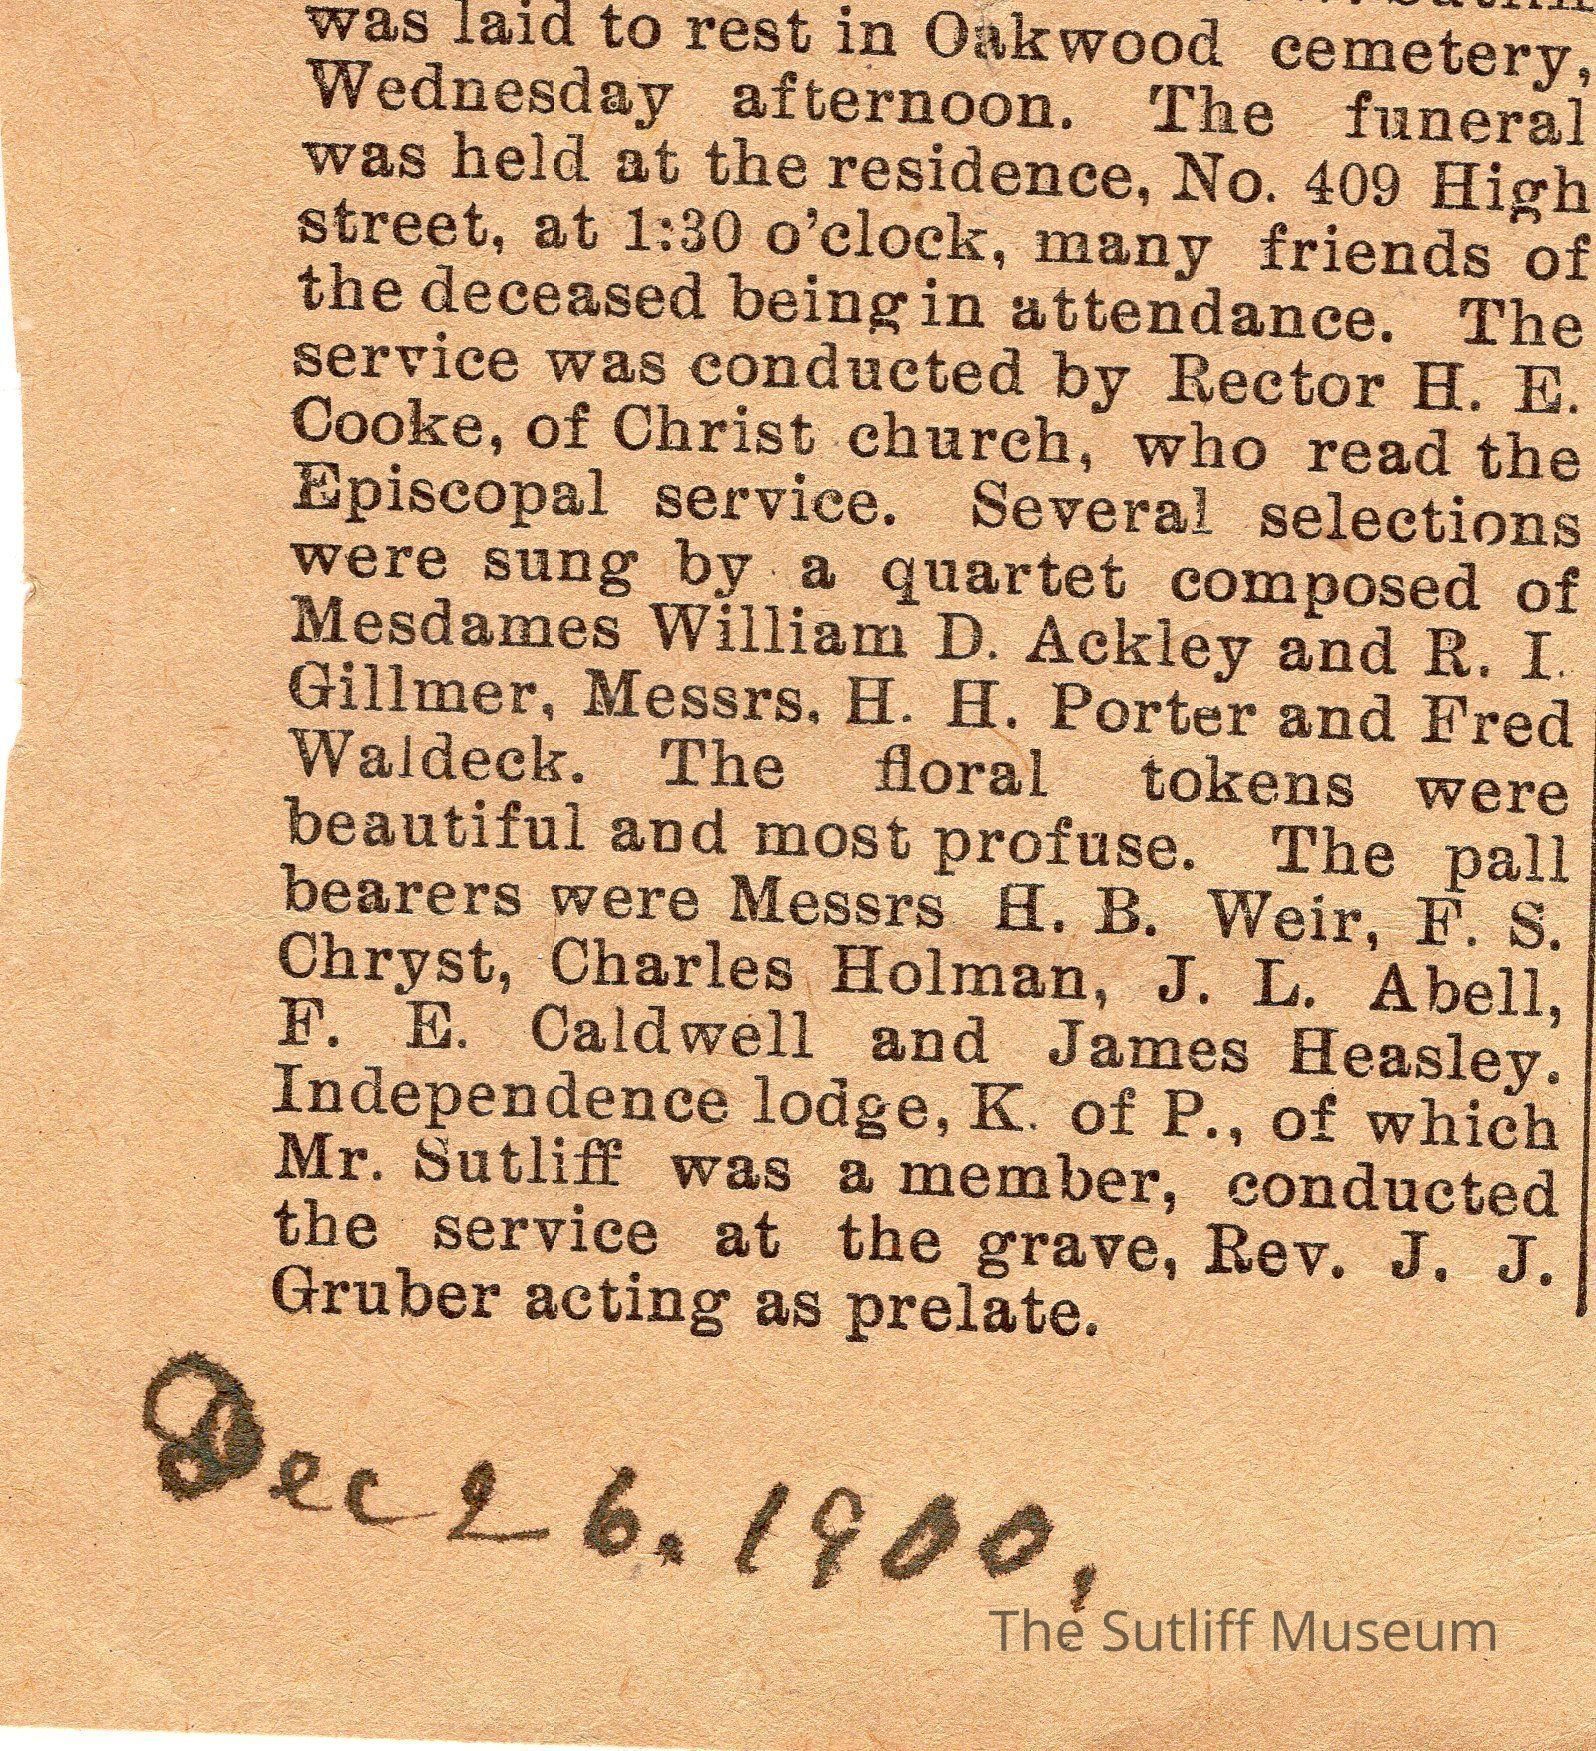 was laid to rest in Oakwood cemetery,
Wednesday afternoon. The funeral
was held at the residence, No. 409 High
street, at 1:30 o'clock, many friends of
the deceased being in attendance. The
service was conducted by Rector H. E.
Cooke, of Christ church, who read the
Episcopal service. Several selections
were sung by a quartet composed of
Mesdames William D. Ackley and R. I.
Gillmer, Messrs. H. H. Porter and Fred
Waldeck. The floral tokens were
beautiful and most profuse. The pall
bearers were Messrs H. B. Weir, F. S.
Chryst, Charles Holman, J. L. Abell,
F. E. Caldwell and James Heasley.
Independence lodge, K. of P., of which
Mr. Sutliff was a member, conducted
the service at the grave, Rev. J. J.
Gruber acting as prelate.
Dec 26. 1900,
The Sutliff Museum